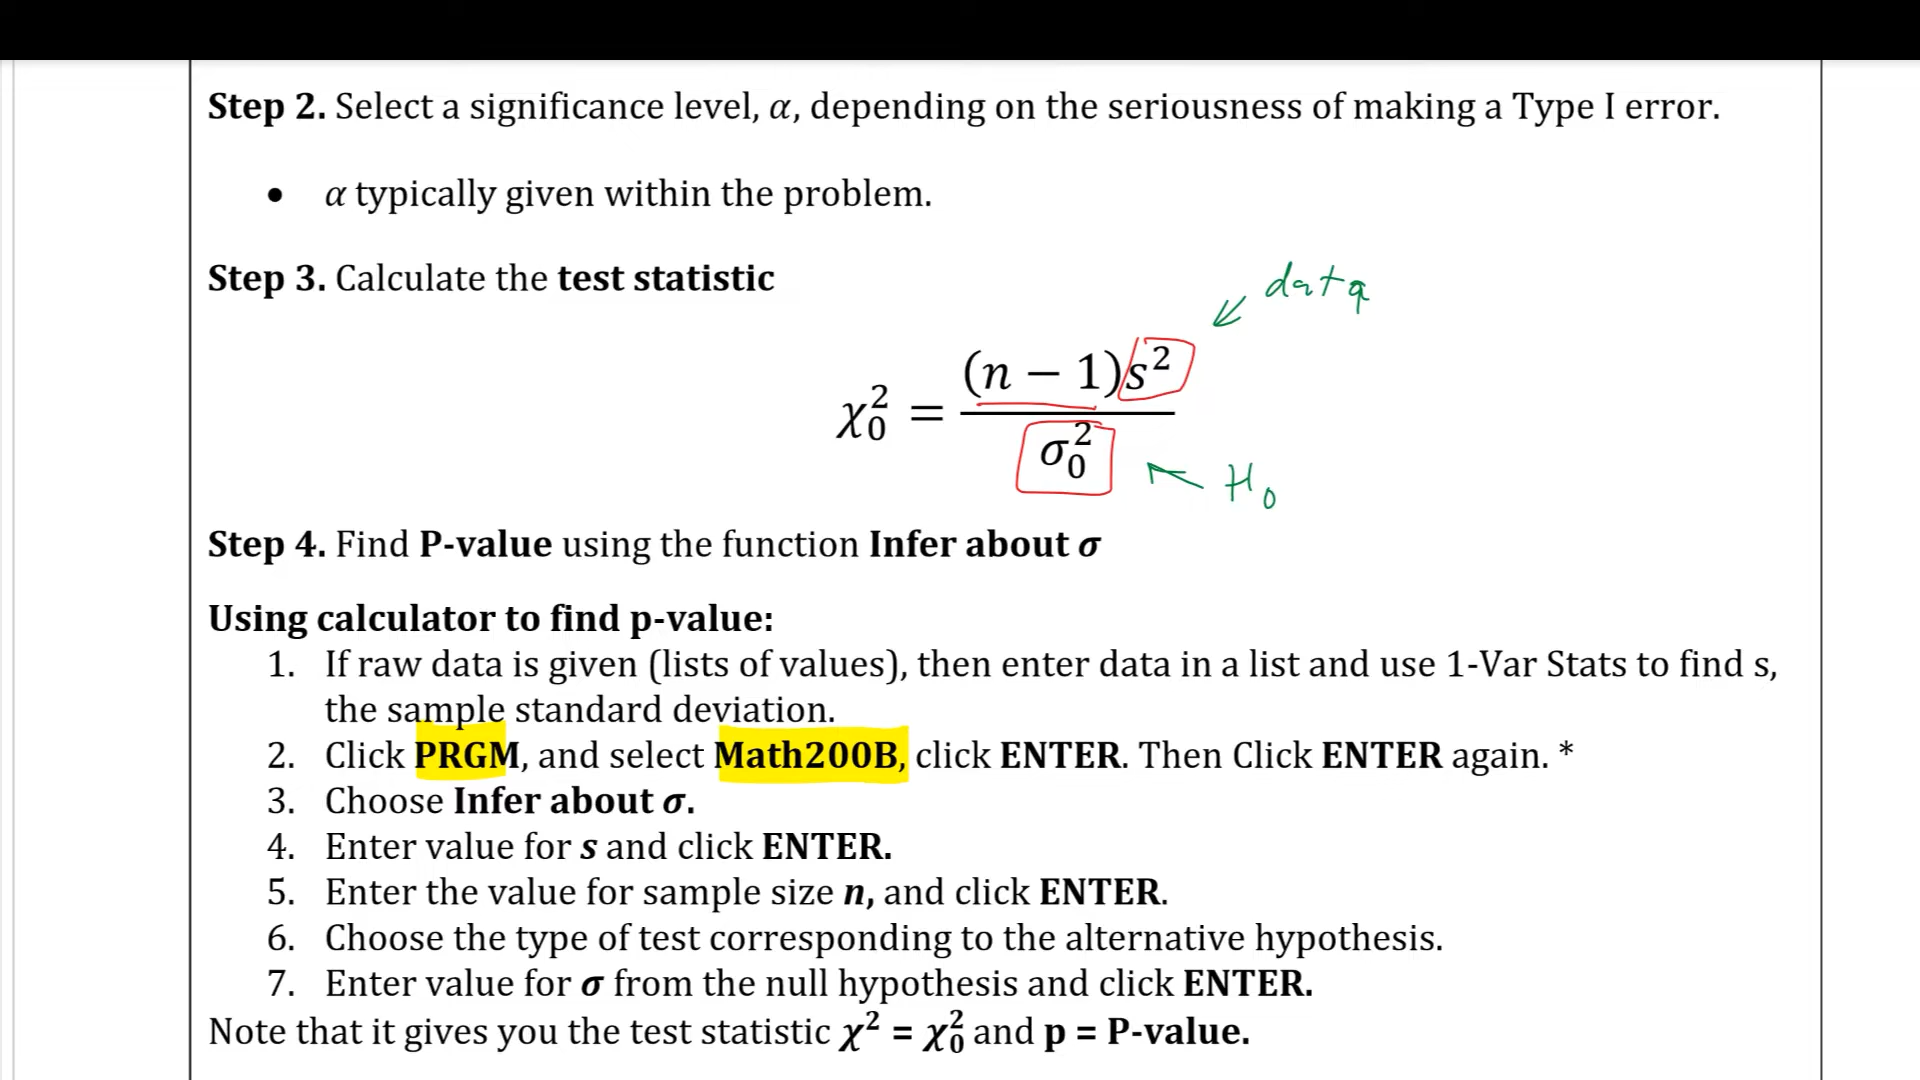 Step 2. Select a significance level, α, depending on the seriousness of making a Type I error.
• α typically given within the problem.
Step 3. Calculate the test statistic
data
χ₀² = (n − 1)s² / σ₀²
H₀
Step 4. Find P-value using the function Infer about σ
Using calculator to find p-value:
1. If raw data is given (lists of values), then enter data in a list and use 1-Var Stats to find s,
the sample standard deviation.
2. Click PRGM, and select Math200B, click ENTER. Then Click ENTER again. *
3. Choose Infer about σ.
4. Enter value for s and click ENTER.
5. Enter the value for sample size n, and click ENTER.
6. Choose the type of test corresponding to the alternative hypothesis.
7. Enter value for σ from the null hypothesis and click ENTER.
Note that it gives you the test statistic χ² = χ₀² and p = P-value.